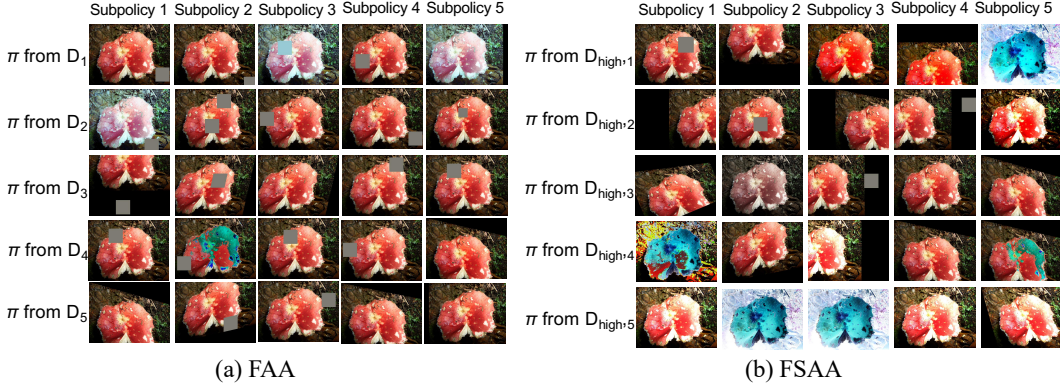 Subpolicy 1 Subpolicy 2 Subpolicy 3 Subpolicy 4 Subpolicy 5
π from D1
π from D2
π from D3
π from D4
π from D5
(a) FAA
Subpolicy 1 Subpolicy 2 Subpolicy 3 Subpolicy 4 Subpolicy 5
π from Dhigh,1
π from Dhigh,2
π from Dhigh,3
π from Dhigh,4
π from Dhigh,5
(b) FSAA